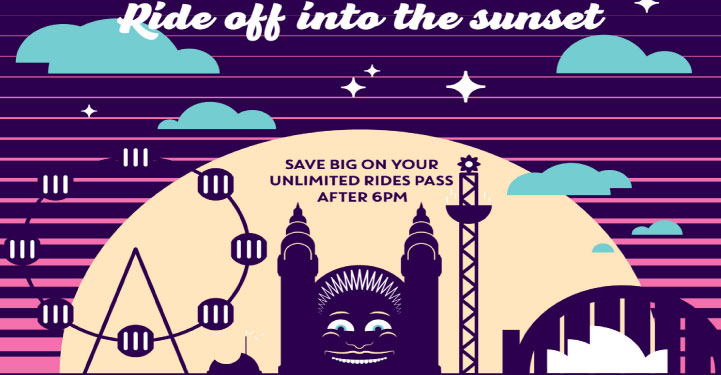 Ride off into the sunset
SAVE BIG ON YOUR
UNLIMITED RIDES PASS
AFTER 6PM